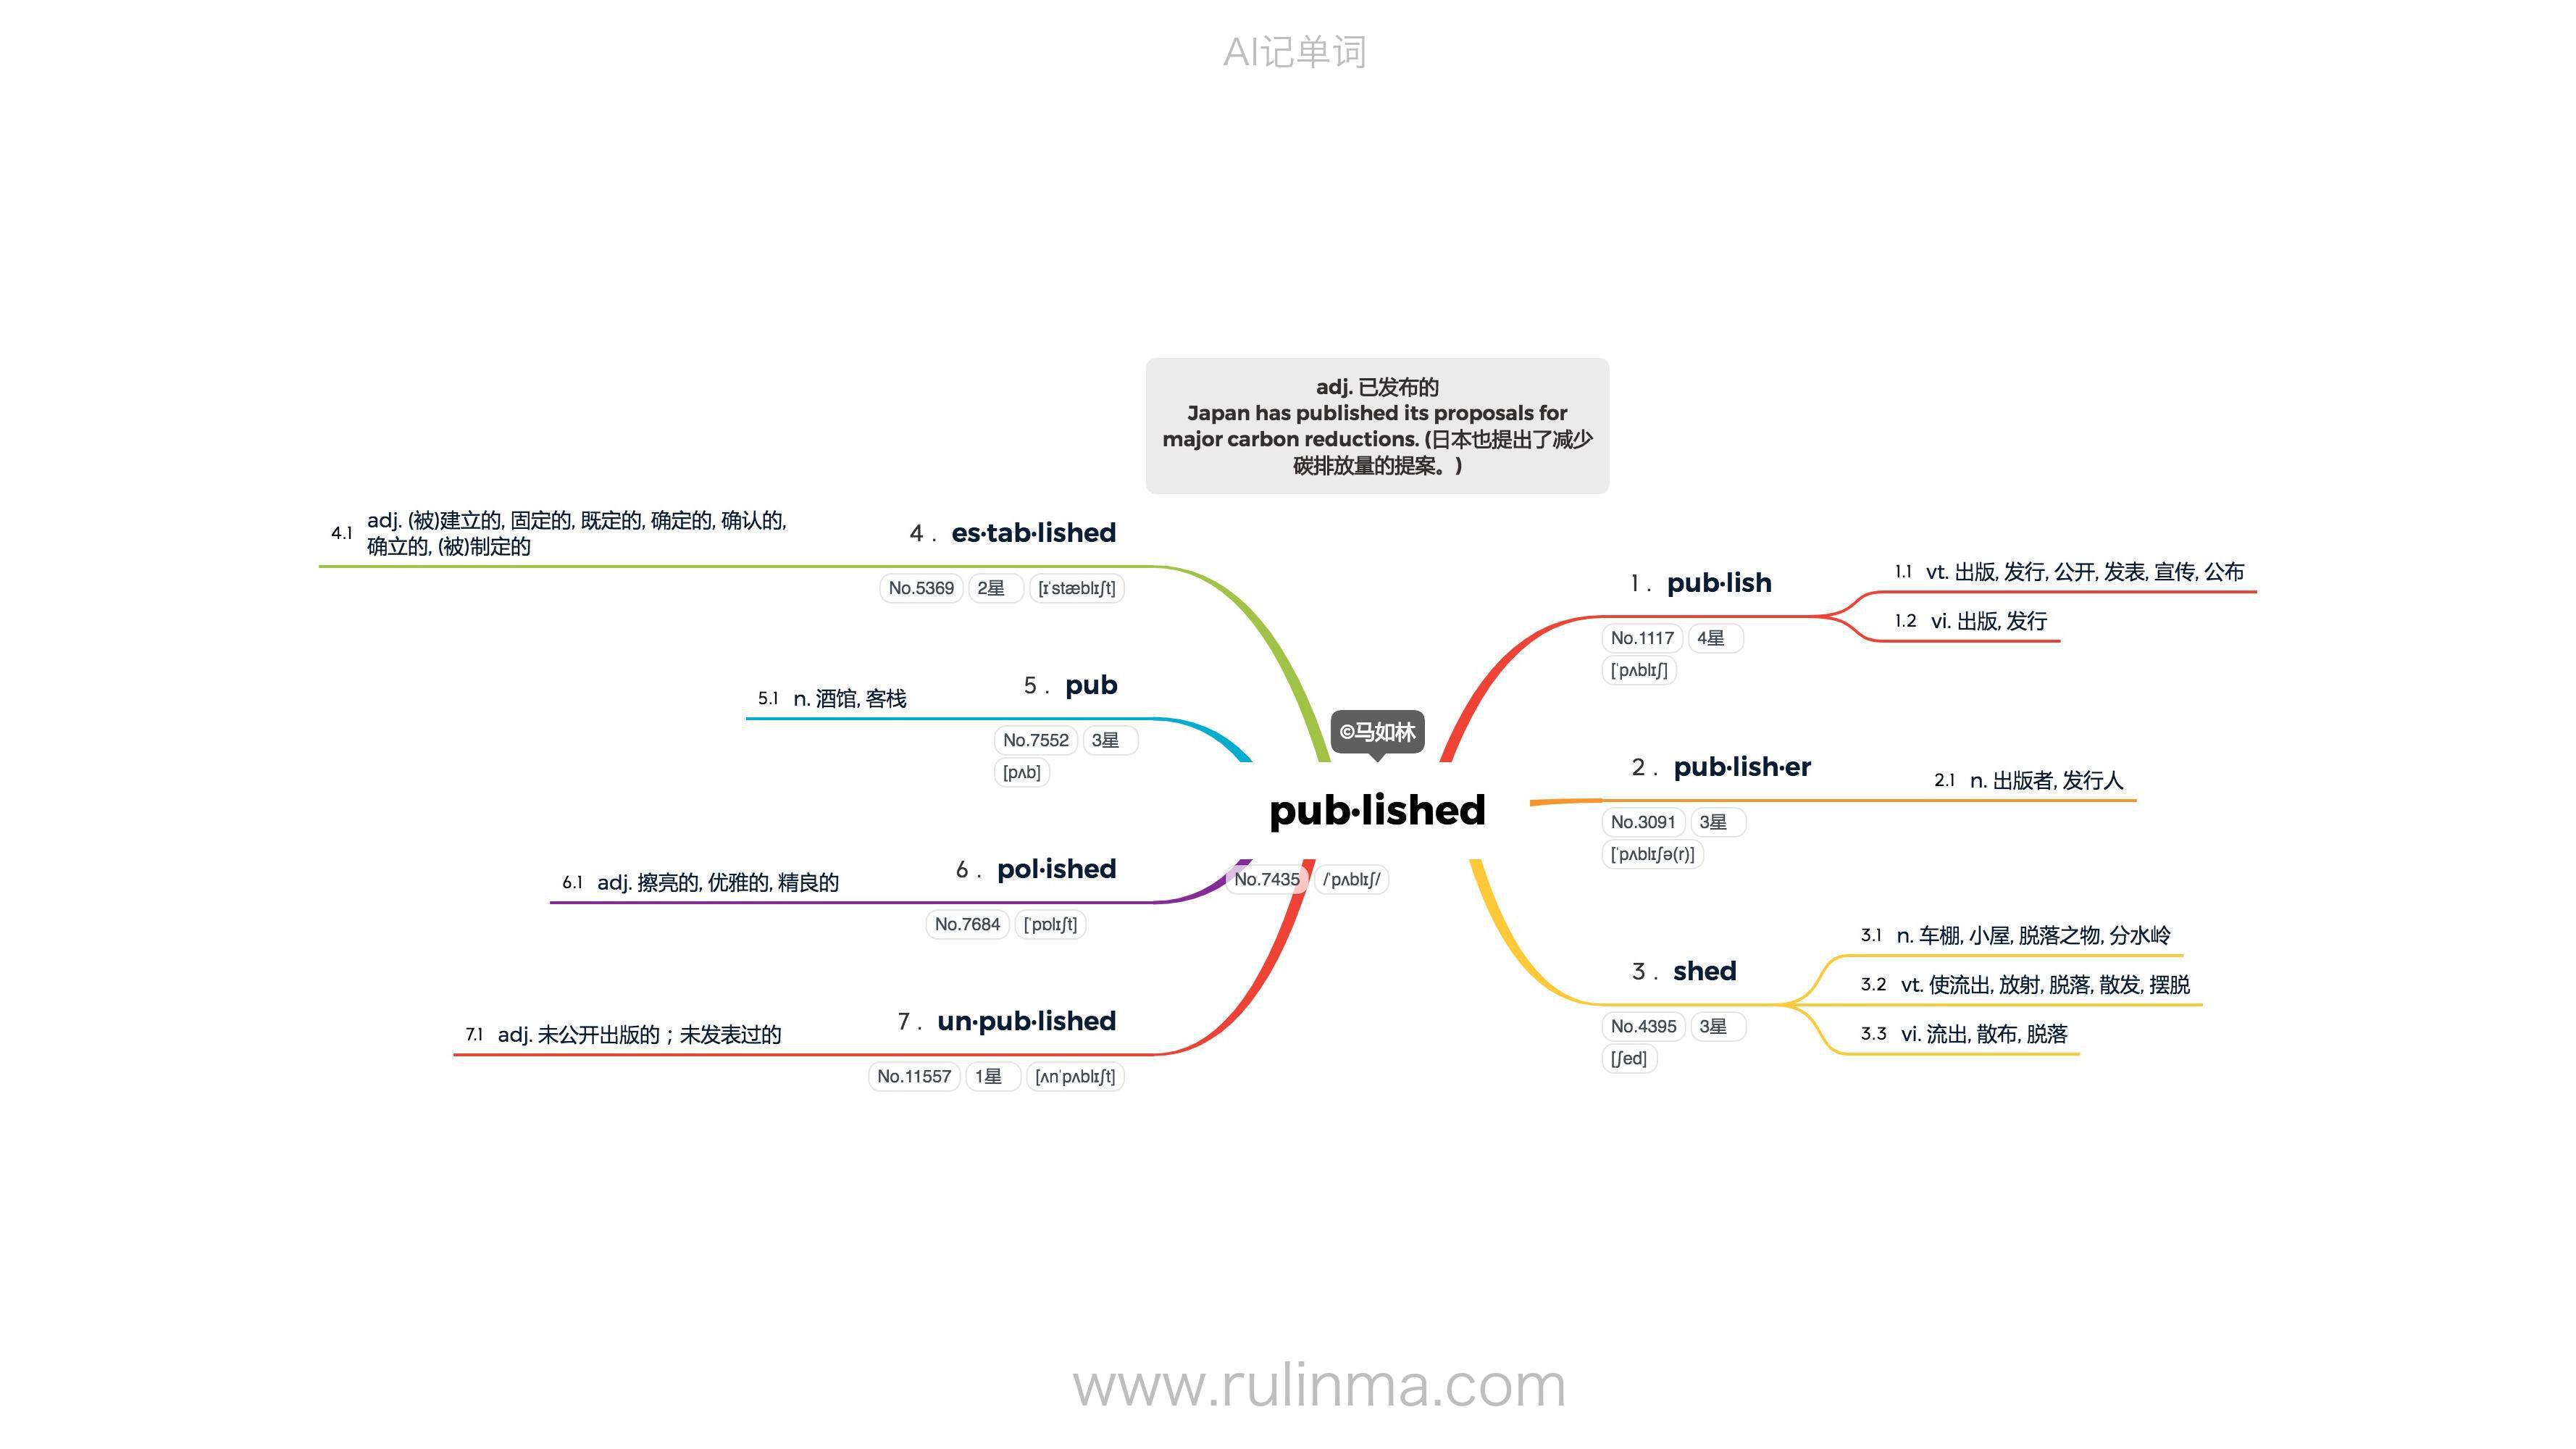 AI记单词
adj. 已发布的
Japan has published its proposals for
major carbon reductions. (日本也提出了减少
碳排放量的提案。)
©马如林
pub·lished
No.7435 /ˈpʌblɪʃ/
1 . pub·lish
No.1117 4星
[ˈpʌblɪʃ]
1.1 vt. 出版, 发行, 公开, 发表, 宣传, 公布
1.2 vi. 出版, 发行
2 . pub·lish·er
No.3091 3星
[ˈpʌblɪʃə(r)]
2.1 n. 出版者, 发行人
3 . shed
No.4395 3星
[ʃed]
3.1 n. 车棚, 小屋, 脱落之物, 分水岭
3.2 vt. 使流出, 放射, 脱落, 散发, 摆脱
3.3 vi. 流出, 散布, 脱落
4 . es·tab·lished
No.5369 2星 [ɪˈstæblɪʃt]
4.1 adj. (被)建立的, 固定的, 既定的, 确定的, 确认的,
确立的, (被)制定的
5 . pub
No.7552 3星
[pʌb]
5.1 n. 酒馆, 客栈
6 . pol·ished
No.7684 [ˈpɒlɪʃt]
6.1 adj. 擦亮的, 优雅的, 精良的
7 . un·pub·lished
No.11557 1星 [ʌnˈpʌblɪʃt]
7.1 adj. 未公开出版的；未发表过的
www.rulinma.com